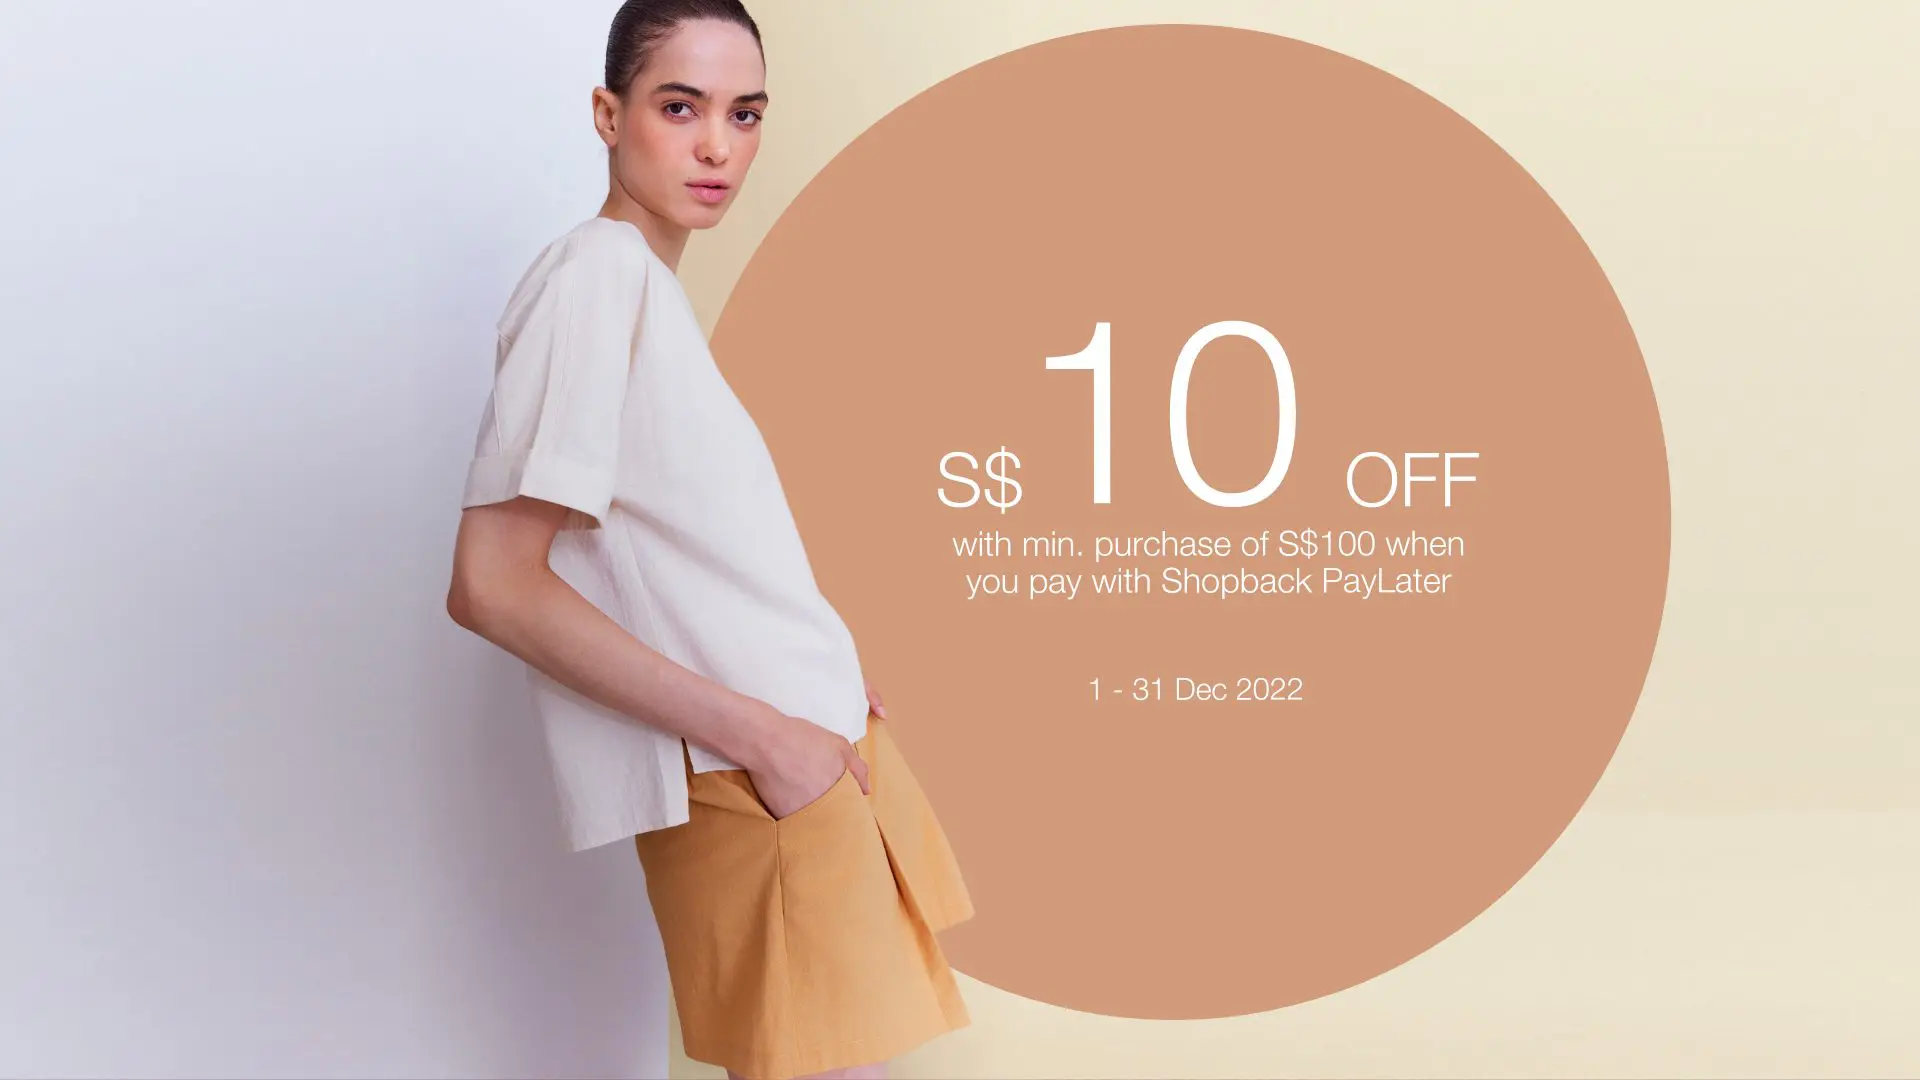 S$10 OFF
with min. purchase of S$100 when
you pay with Shopback PayLater
1 - 31 Dec 2022